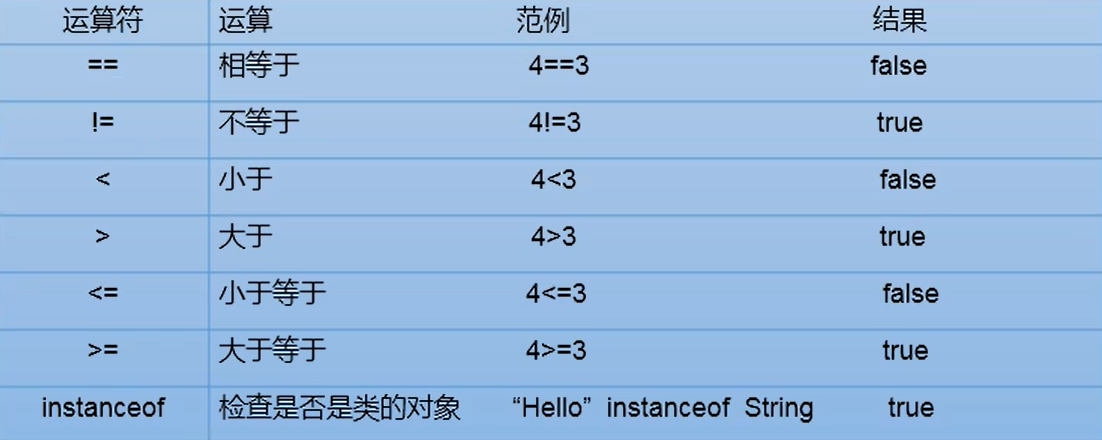 运算符 运算 范例 结果
== 相等于 4==3 false
!= 不等于 4!=3 true
< 小于 4<3 false
> 大于 4>3 true
<= 小于等于 4<=3 false
>= 大于等于 4>=3 true
instanceof 检查是否是类的对象 “Hello” instanceof String true